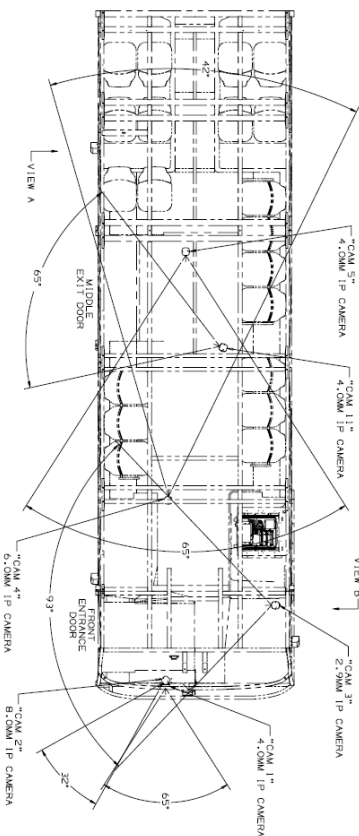 42°
VIEW A
"CAM 5"
4.0MM IP CAMERA
65°
MIDDLE
EXIT DOOR
"CAM 11"
4.0MM IP CAMERA
65°
VIEW B
"CAM 4"
6.0MM IP CAMERA
93°
FRONT
ENTRANCE
DOOR
"CAM 3"
2.9MM IP CAMERA
"CAM 2"
8.0MM IP CAMERA
32°
65°
"CAM 1"
4.0MM IP CAMERA